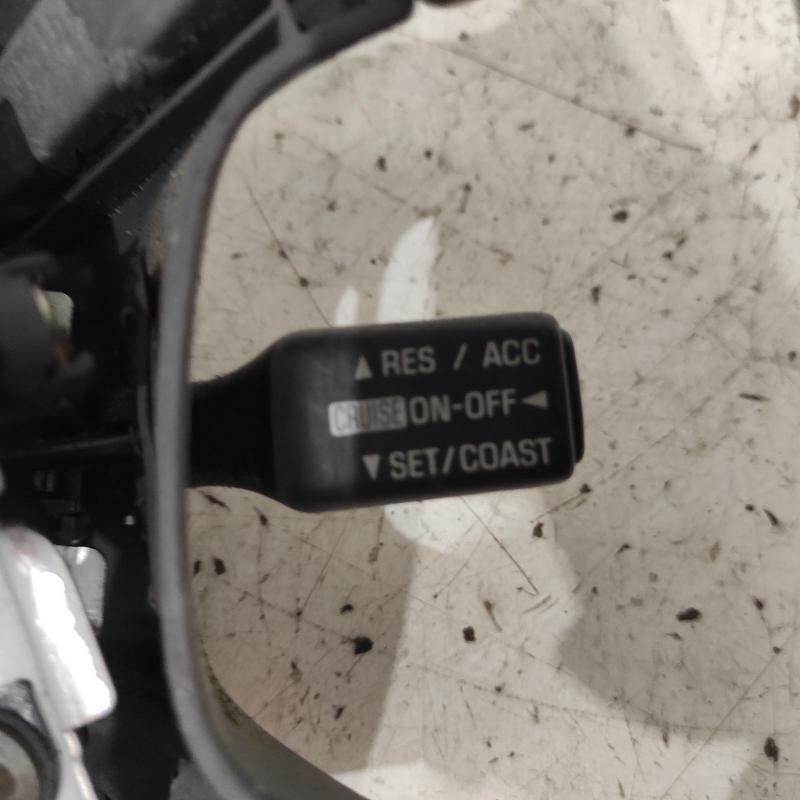 ▲ RES / ACC
CRUISE ON-OFF ◄
▼ SET/COAST